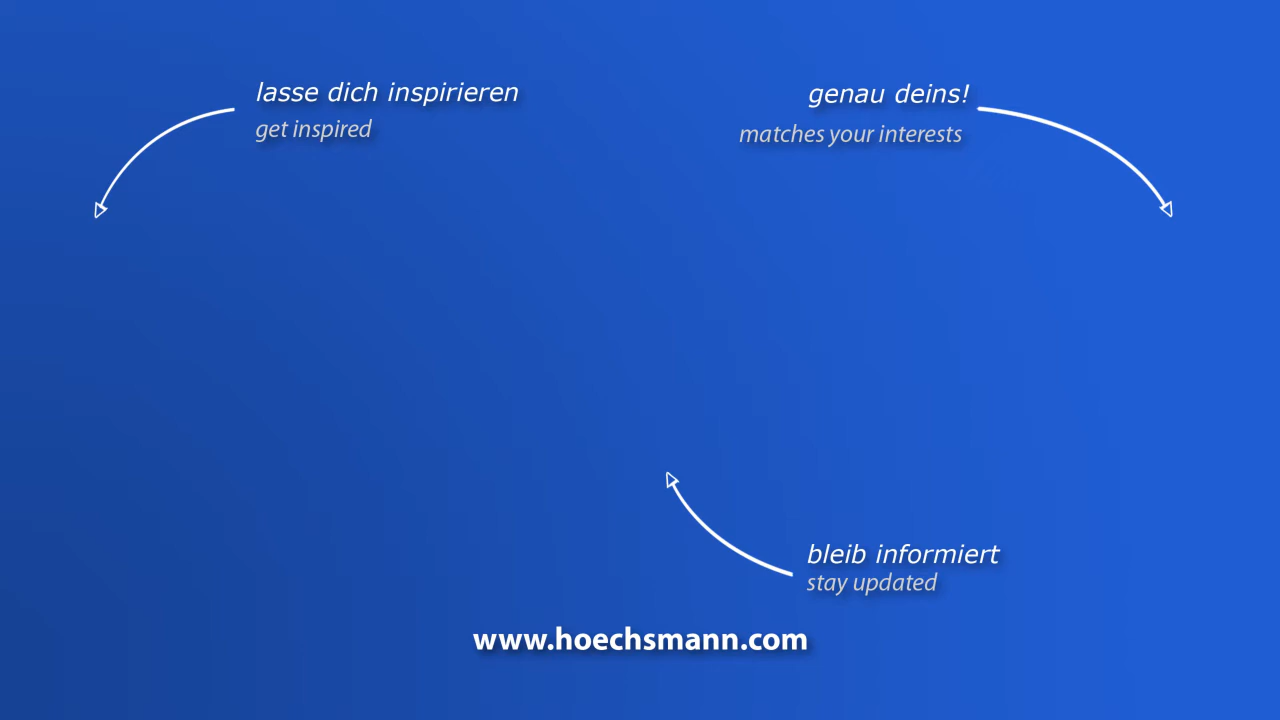 lasse dich inspirieren
get inspired
genau deins!
matches your interests
bleib informiert
stay updated
www.hoechsmann.com